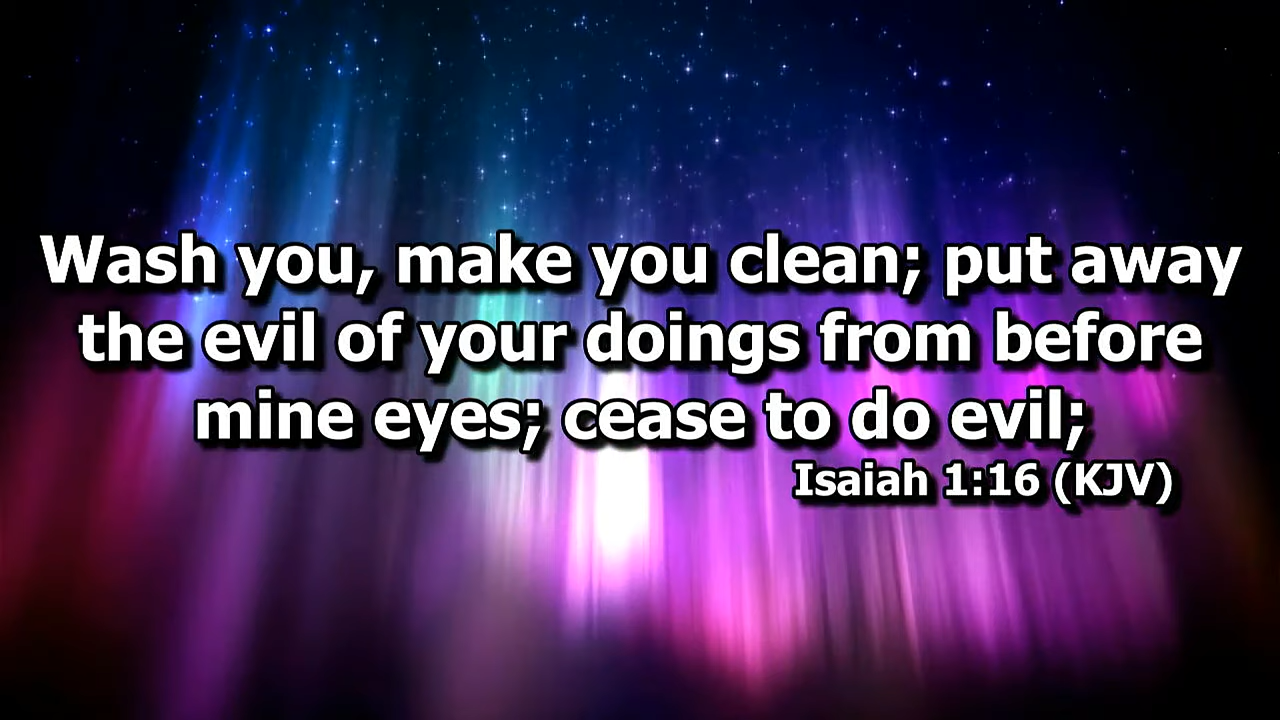 Wash you, make you clean; put away
the evil of your doings from before
mine eyes; cease to do evil;
Isaiah 1:16 (KJV)